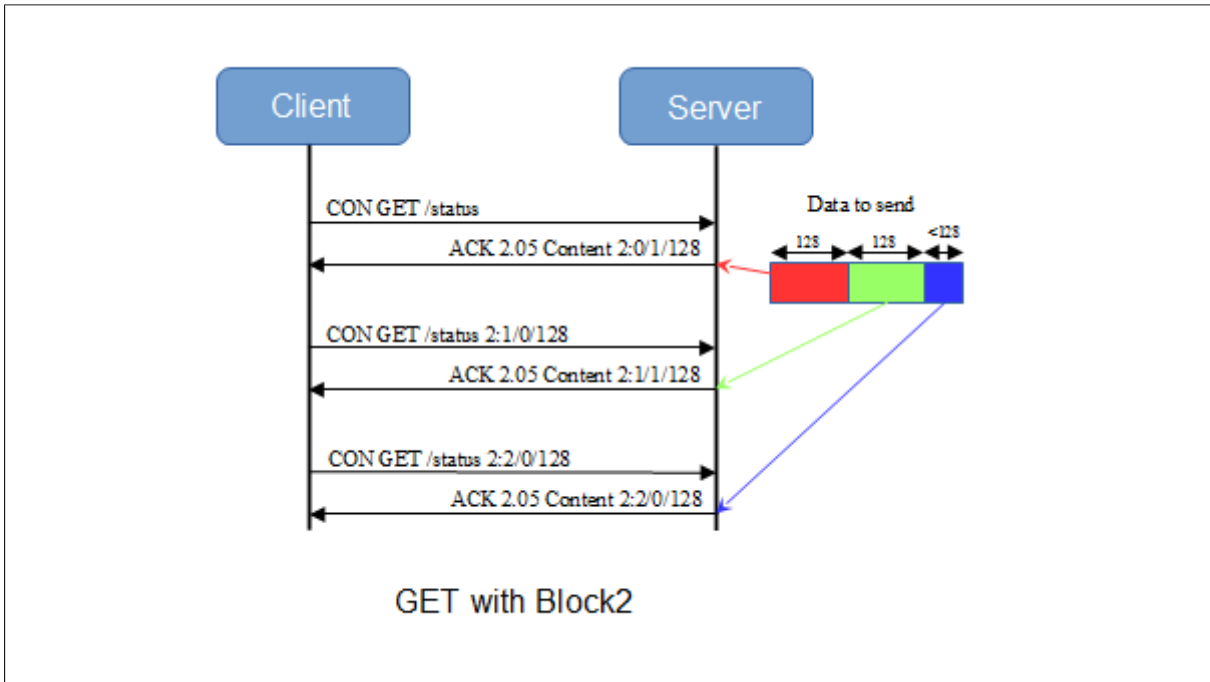 Client
Server
CON GET /status
Data to send
128
128
<128
ACK 2.05 Content 2:0/1/128
CON GET /status 2:1/0/128
ACK 2.05 Content 2:1/1/128
CON GET /status 2:2/0/128
ACK 2.05 Content 2:2/0/128
GET with Block2